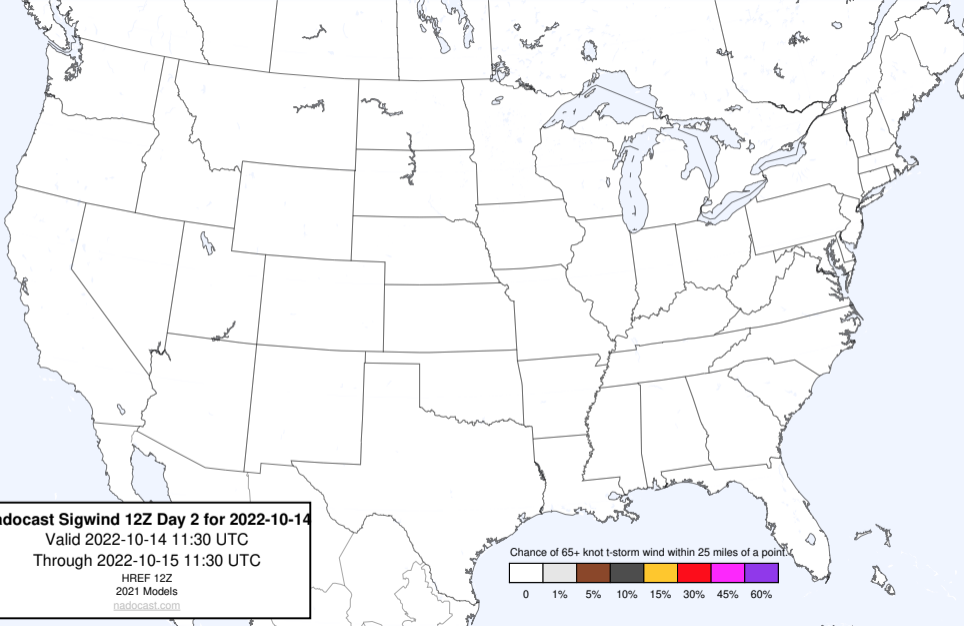 adocast Sigwind 12Z Day 2 for 2022-10-14
Valid 2022-10-14 11:30 UTC
Through 2022-10-15 11:30 UTC
HREF 12Z
2021 Models
nadocast.com
Chance of 65+ knot t-storm wind within 25 miles of a point.
0 1% 5% 10% 15% 30% 45% 60%